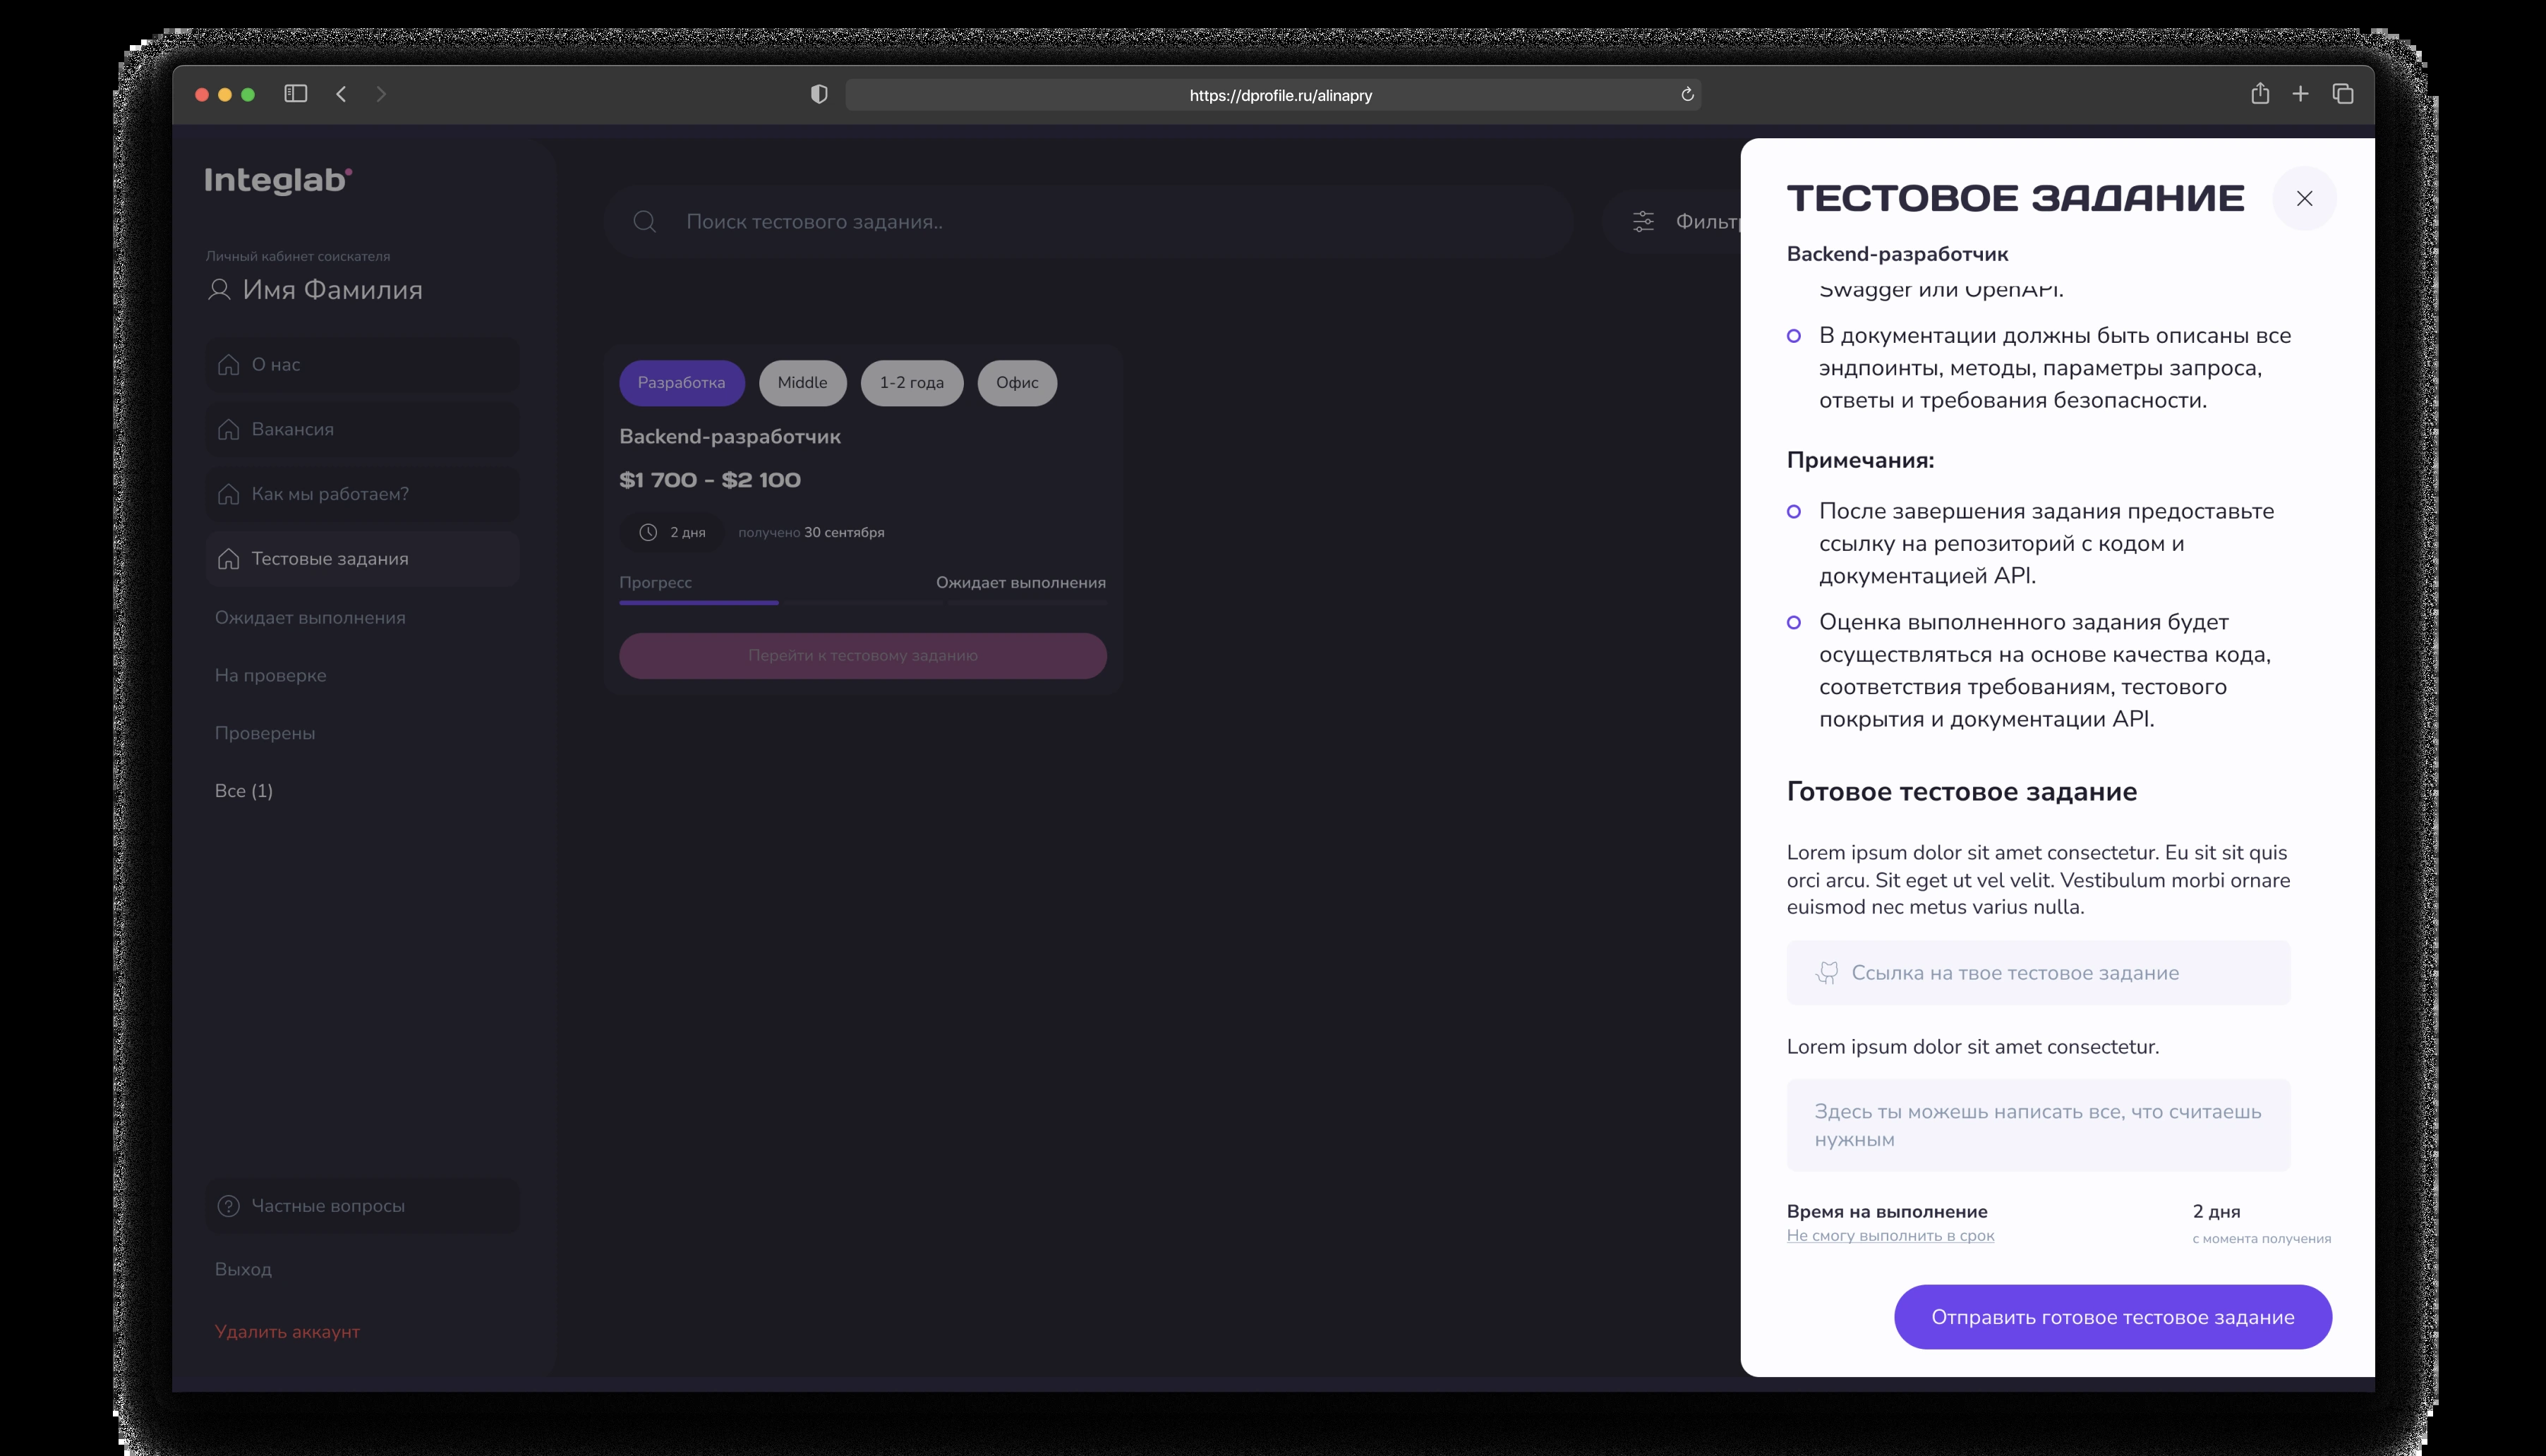 https://dprofile.ru/alinapry
Integlab
Личный кабинет соискателя
Имя Фамилия
О нас
Вакансия
Как мы работаем?
Тестовые задания
Ожидает выполнения
На проверке
Проверены
Все (1)
Частные вопросы
Выход
Удалить аккаунт
Поиск тестового задания..
Фильтр
Разработка
Middle
1-2 года
Офис
Backend-разработчик
$1 700 - $2 100
2 дня
получено 30 сентября
Прогресс
Ожидает выполнения
Перейти к тестовому заданию
ТЕСТОВОЕ ЗАДАНИЕ
Backend-разработчик
Swagger или OpenAPI.
В документации должны быть описаны все
эндпоинты, методы, параметры запроса,
ответы и требования безопасности.
Примечания:
После завершения задания предоставьте
ссылку на репозиторий с кодом и
документацией API.
Оценка выполненного задания будет
осуществляться на основе качества кода,
соответствия требованиям, тестового
покрытия и документации API.
Готовое тестовое задание
Lorem ipsum dolor sit amet consectetur. Eu sit sit quis
orci arcu. Sit eget ut vel velit. Vestibulum morbi ornare
euismod nec metus varius nulla.
Ссылка на твое тестовое задание
Lorem ipsum dolor sit amet consectetur.
Здесь ты можешь написать все, что считаешь
нужным
Время на выполнение
2 дня
Не смогу выполнить в срок
с момента получения
Отправить готовое тестовое задание